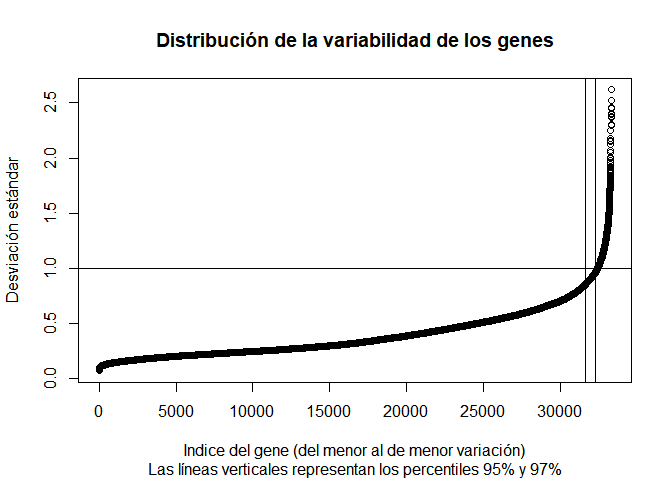 Distribución de la variabilidad de los genes
Desviación estándar
2.5
2.0
1.5
1.0
0.5
0.0
0 5000 10000 15000 20000 25000 30000
Indice del gene (del menor al de menor variación)
Las líneas verticales representan los percentiles 95% y 97%